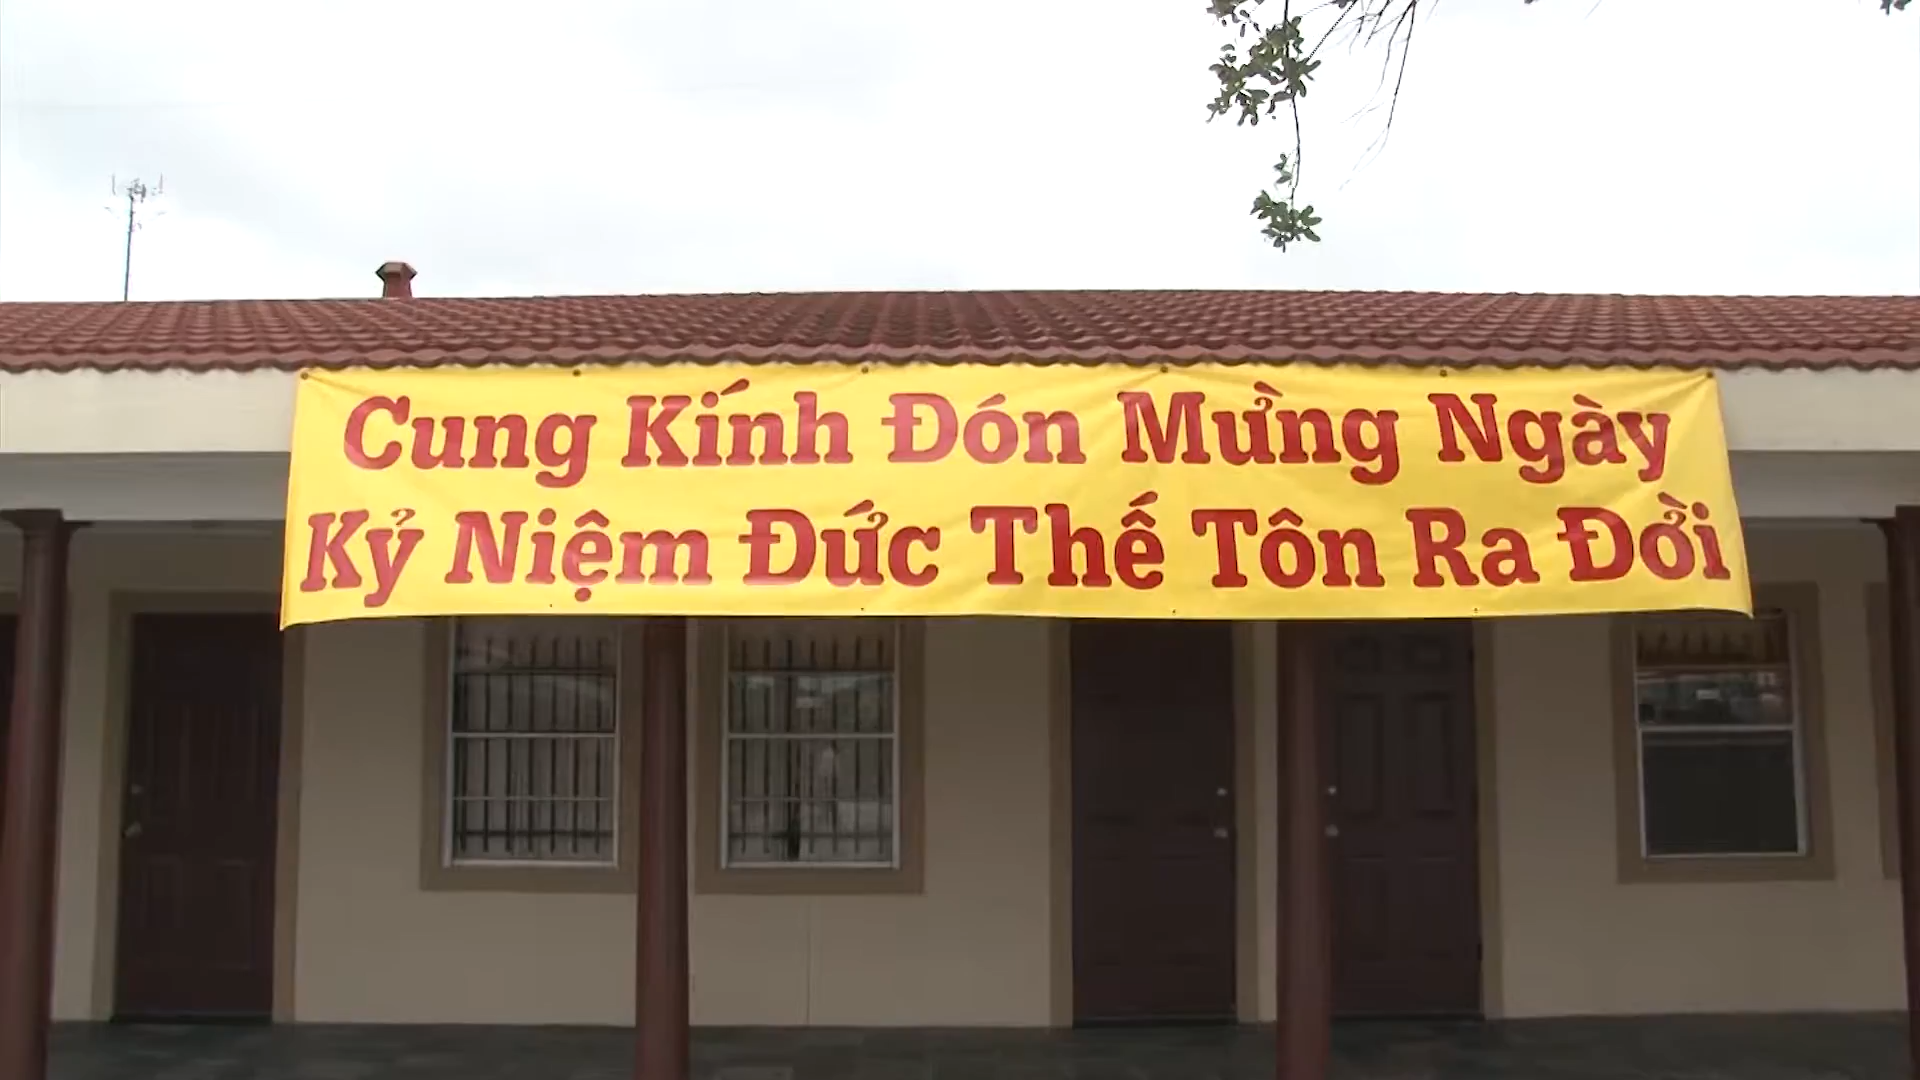 Cung Kính Đón Mừng Ngày
Kỷ Niệm Đức Thế Tôn Ra Đời